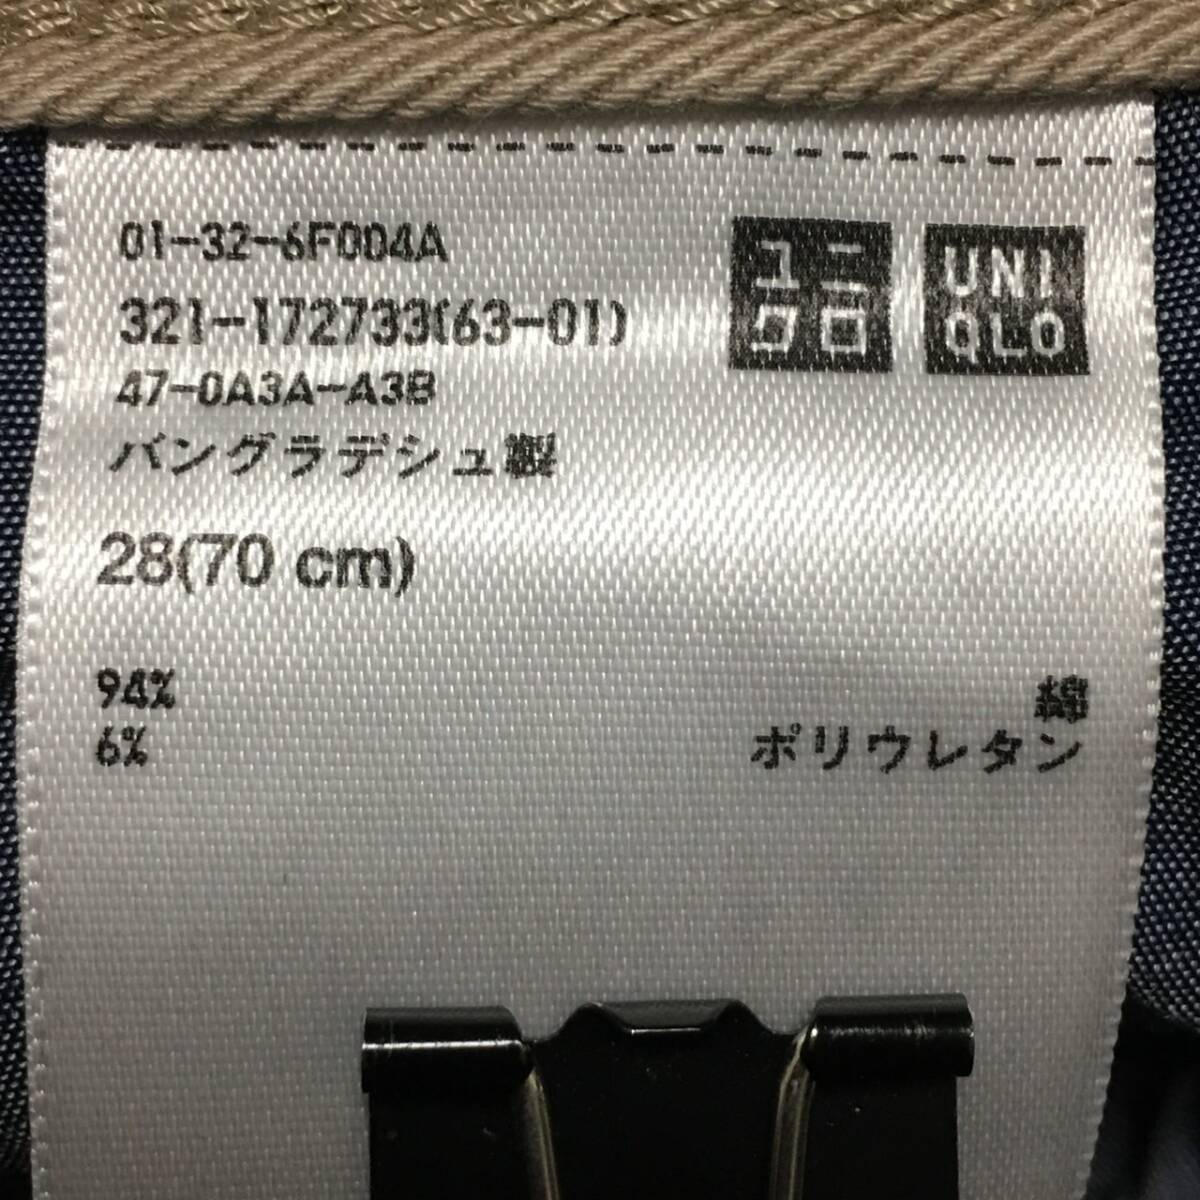 01-32-6F004A
321-172733(63-01)
47-0A3A-A3B
バングラデシュ製
ユニ
クロ
UNI
QLO
28(70 cm)
94% 綿
6% ポリウレタン